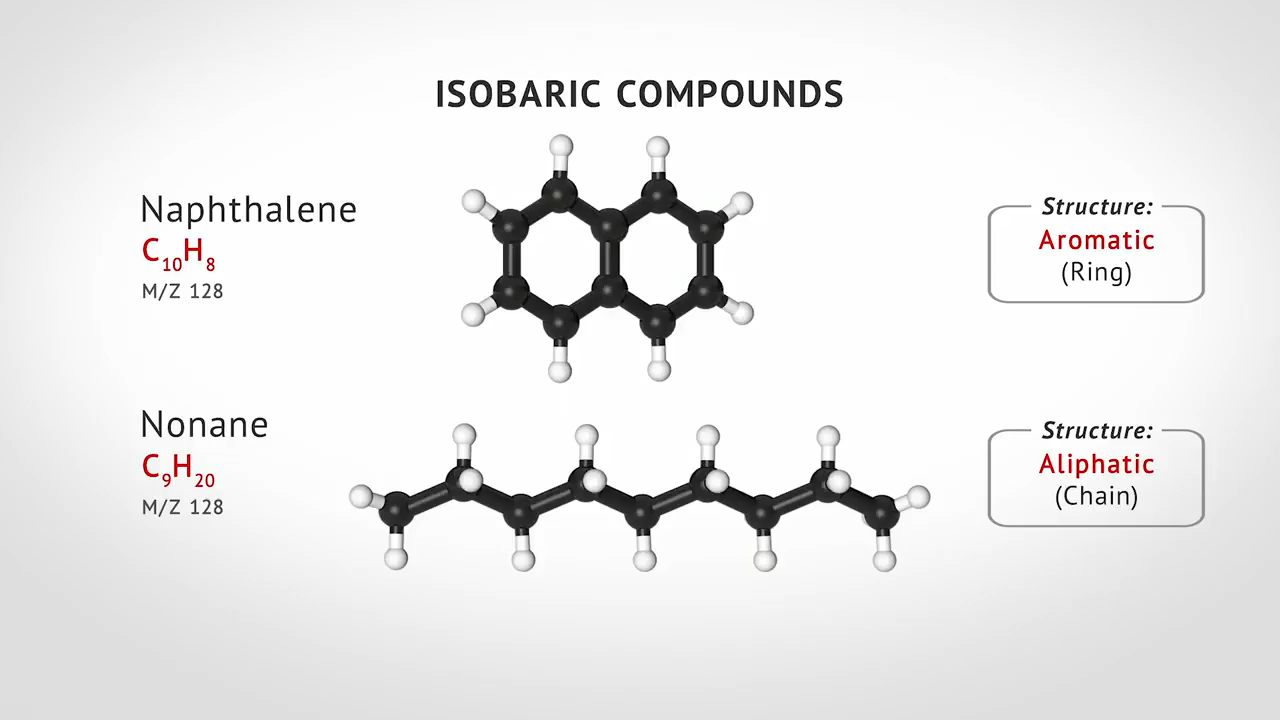 ISOBARIC COMPOUNDS
Naphthalene
C₁₀H₈
M/Z 128
Structure:
Aromatic
(Ring)
Nonane
C₉H₂₀
M/Z 128
Structure:
Aliphatic
(Chain)